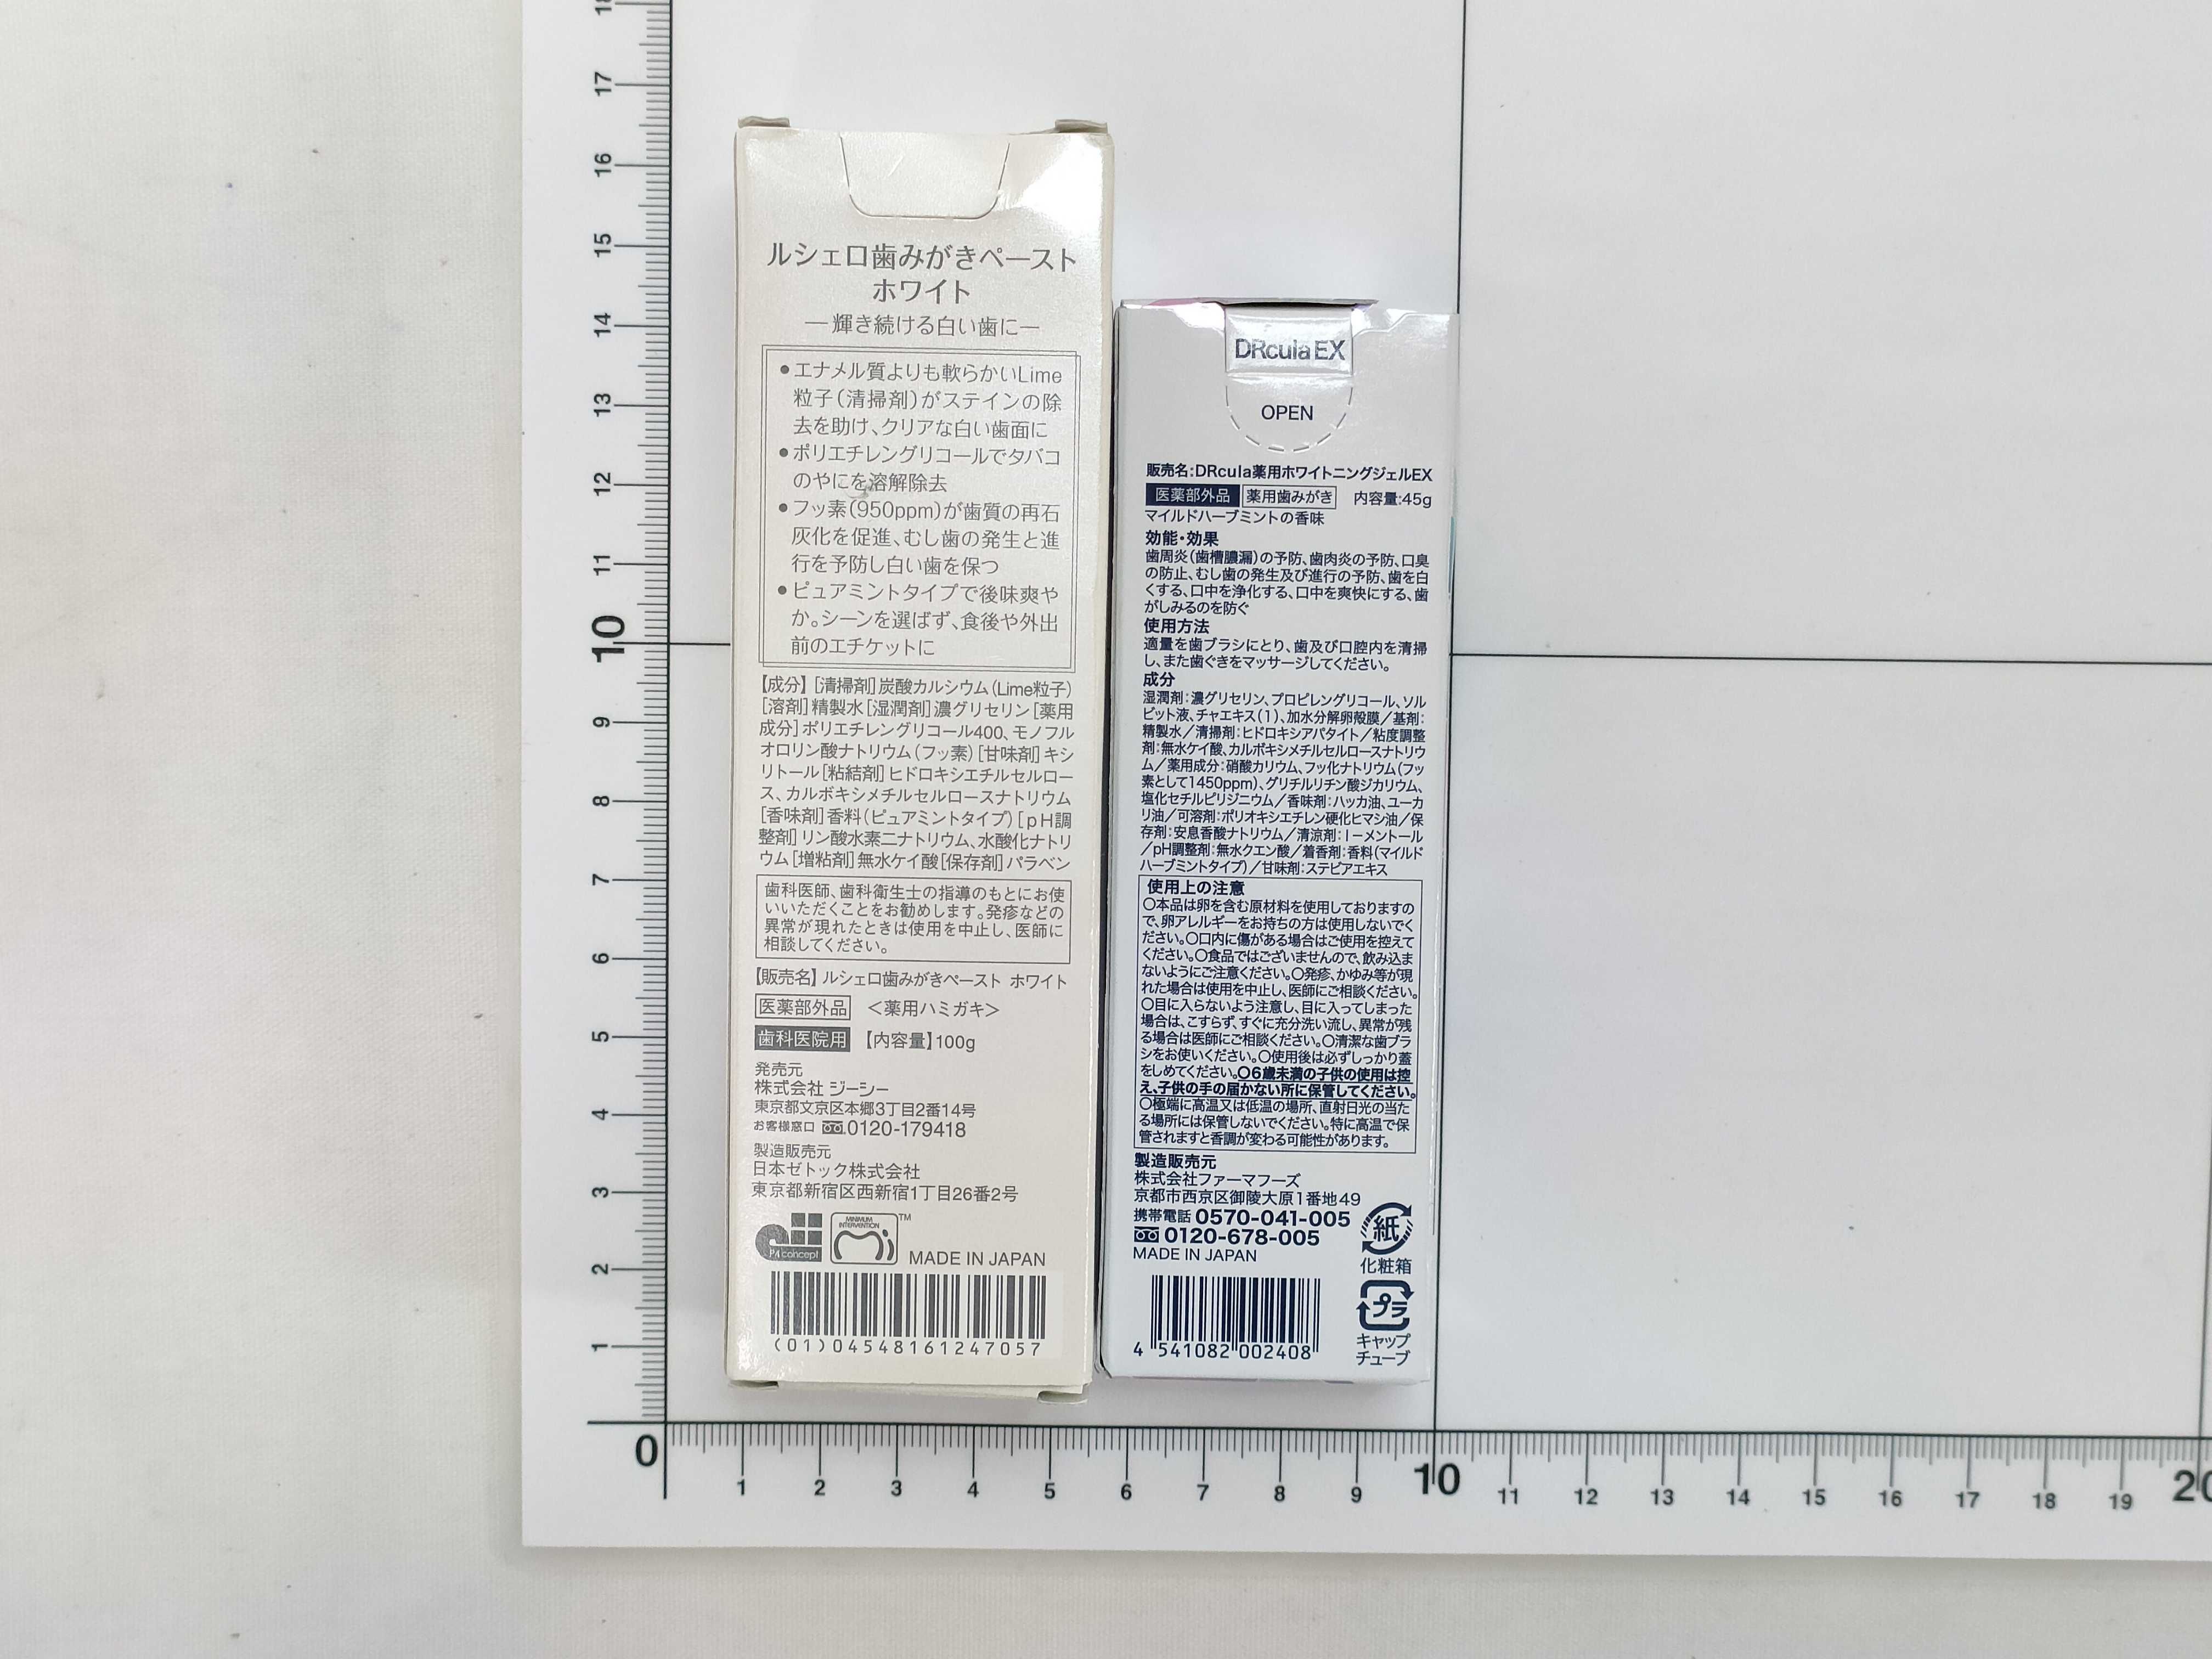 ルシェロ歯みがきペースト
ホワイト
―輝き続ける白い歯に―
●エナメル質よりも軟らかいLime
粒子(清掃剤)がステインの除
去を助け、クリアな白い歯面に
●ポリエチレングリコールでタバコ
のやにを溶解除去
●フッ素(950ppm)が歯質の再石
灰化を促進、むし歯の発生と進
行を予防し白い歯を保つ
●ピュアミントタイプで後味爽や
か。シーンを選ばず、食後や外出
前のエチケットに
【成分】[清掃剤]炭酸カルシウム(Lime粒子)
[溶剤]精製水[湿潤剤]濃グリセリン[薬用
成分]ポリエチレングリコール400、モノフル
オロリン酸ナトリウム(フッ素)[甘味剤]キシ
リトール[粘結剤]ヒドロキシエチルセルロー
ス、カルボキシメチルセルロースナトリウム
[香味剤]香料(ピュアミントタイプ)[pH調
整剤]リン酸水素二ナトリウム、水酸化ナトリ
ウム[増粘剤]無水ケイ酸[保存剤]パラベン
歯科医師、歯科衛生士の指導のもとにお使
いいただくことをお勧めします。発疹などの
異常が現れたときは使用を中止し、医師に
相談してください。
【販売名】ルシェロ歯みがきペースト ホワイト
医薬部外品 <薬用ハミガキ>
歯科医院用 【内容量】100g
発売元
株式会社 ジーシー
東京都文京区本郷3丁目2番14号
お客様窓口 0120-179418
製造販売元
日本ゼトック株式会社
東京都新宿区西新宿1丁目26番2号
P4 concept
MINIMUM INTERVENTION
TM
MADE IN JAPAN
(01)04548161247057
DRcula EX
OPEN
販売名:DRcula薬用ホワイトニングジェルEX
医薬部外品 薬用歯みがき 内容量:45g
マイルドハーブミントの香味
効能・効果
歯周炎(歯槽膿漏)の予防、歯肉炎の予防、口臭
の防止、むし歯の発生及び進行の予防、歯を白
くする、口中を浄化する、口中を爽快にする、歯
がしみるのを防ぐ
使用方法
適量を歯ブラシにとり、歯及び口腔内を清掃
し、また歯ぐきをマッサージしてください。
成分
湿潤剤:濃グリセリン、プロピレングリコール、ソル
ビット液、チャエキス(1)、加水分解卵殻膜/基剤:
精製水/清掃剤:ヒドロキシアパタイト/粘度調整
剤:無水ケイ酸、カルボキシメチルセルロースナトリウ
ム/薬用成分:硝酸カリウム、フッ化ナトリウム(フッ
素として1450ppm)、グリチルリチン酸ジカリウム、
塩化セチルピリジニウム/香味剤:ハッカ油、ユーカ
リ油/可溶剤:ポリオキシエチレン硬化ヒマシ油/保
存剤:安息香酸ナトリウム/清涼剤:l-メントール
/pH調整剤:無水クエン酸/着香剤:香料(マイルド
ハーブミントタイプ)/甘味剤:ステビアエキス
使用上の注意
〇本品は卵を含む原材料を使用しておりますの
で、卵アレルギーをお持ちの方は使用しないでく
ださい。〇口内に傷がある場合はご使用を控えて
ください。〇食品ではございませんので、飲み込ま
ないようにご注意ください。〇発疹、かゆみ等が現
れた場合は使用を中止し、医師にご相談ください。
〇目に入らないよう注意し、目に入ってしまった
場合は、こすらず、すぐに充分洗い流し、異常が残
る場合は医師にご相談ください。〇清潔な歯ブラ
シをお使いください。〇使用後は必ずしっかり蓋
をしめてください。〇6歳未満の子供の使用は控
え、子供の手の届かない所に保管してください。
〇極端に高温又は低温の場所、直射日光の当た
る場所には保管しないでください。特に高温で保
管されますと香調が変わる可能性があります。
製造販売元
株式会社ファーマフーズ
京都市西京区御陵大原1番地49
携帯電話 0570-041-005
0120-678-005
MADE IN JAPAN
紙
化粧箱
プラ
キャップ
チューブ
4 541082 002408
17
16
15
14
13
12
11
10
9
8
7
6
5
4
3
2
1
0
1 2 3 4 5 6 7 8 9 10 11 12 13 14 15 16 17 18 19